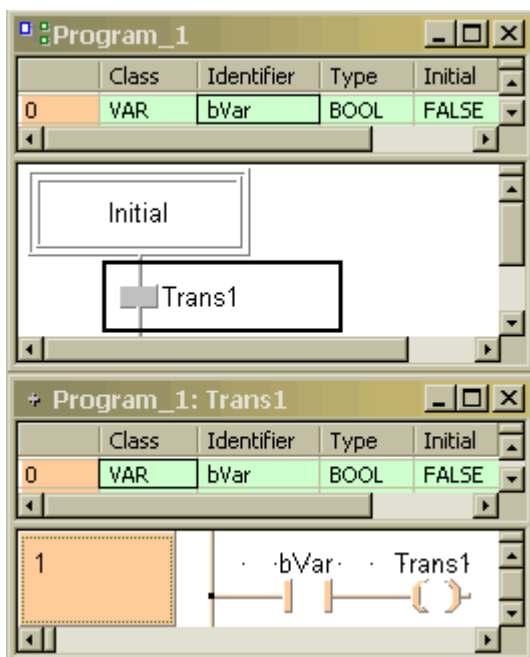 Program_1
Class Identifier Type Initial
0 VAR bVar BOOL FALSE
Initial
Trans1
Program_1: Trans1
Class Identifier Type Initial
0 VAR bVar BOOL FALSE
1 bVar Trans1